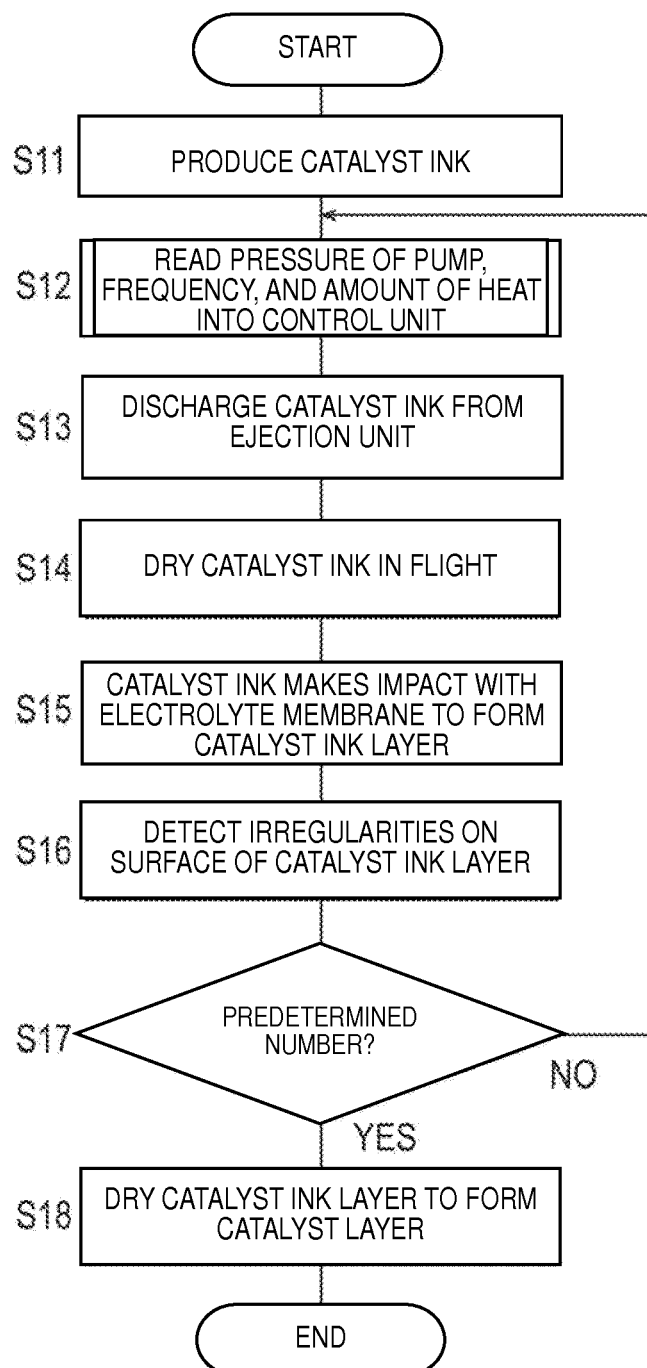 START
S11
PRODUCE CATALYST INK
S12
READ PRESSURE OF PUMP,
FREQUENCY, AND AMOUNT OF HEAT
INTO CONTROL UNIT
S13
DISCHARGE CATALYST INK FROM
EJECTION UNIT
S14
DRY CATALYST INK IN FLIGHT
S15
CATALYST INK MAKES IMPACT WITH
ELECTROLYTE MEMBRANE TO FORM
CATALYST INK LAYER
S16
DETECT IRREGULARITIES ON
SURFACE OF CATALYST INK LAYER
S17
PREDETERMINED
NUMBER?
NO
YES
S18
DRY CATALYST INK LAYER TO FORM
CATALYST LAYER
END